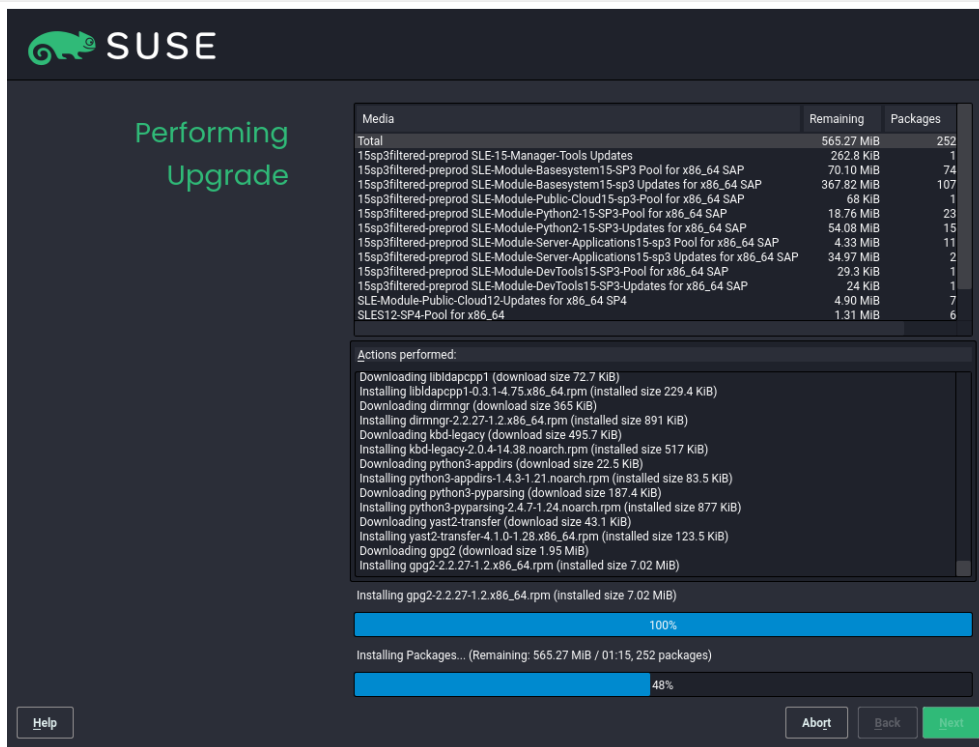 SUSE
Performing
Upgrade
Media Remaining Packages
Total 565.27 MiB 252
15sp3filtered-preprod SLE-15-Manager-Tools Updates 262.8 KiB 1
15sp3filtered-preprod SLE-Module-Basesystem15-SP3 Pool for x86_64 SAP 70.10 MiB 74
15sp3filtered-preprod SLE-Module-Basesystem15-sp3 Updates for x86_64 SAP 367.82 MiB 107
15sp3filtered-preprod SLE-Module-Public-Cloud15-sp3-Pool for x86_64 SAP 68 KiB 1
15sp3filtered-preprod SLE-Module-Python2-15-SP3-Pool for x86_64 SAP 18.76 MiB 23
15sp3filtered-preprod SLE-Module-Python2-15-SP3-Updates for x86_64 SAP 54.08 MiB 15
15sp3filtered-preprod SLE-Module-Server-Applications15-sp3 Pool for x86_64 SAP 4.33 MiB 11
15sp3filtered-preprod SLE-Module-Server-Applications15-sp3 Updates for x86_64 SAP 34.97 MiB 2
15sp3filtered-preprod SLE-Module-DevTools15-SP3-Pool for x86_64 SAP 29.3 KiB 1
15sp3filtered-preprod SLE-Module-DevTools15-SP3-Updates for x86_64 SAP 24 KiB 1
SLE-Module-Public-Cloud12-Updates for x86_64 SP4 4.90 MiB 7
SLES12-SP4-Pool for x86_64 1.31 MiB 6
Actions performed:
Downloading libldapcpp1 (download size 72.7 KiB)
Installing libldapcpp1-0.3.1-4.75.x86_64.rpm (installed size 229.4 KiB)
Downloading dirmngr (download size 365 KiB)
Installing dirmngr-2.2.27-1.2.x86_64.rpm (installed size 891 KiB)
Downloading kbd-legacy (download size 495.7 KiB)
Installing kbd-legacy-2.0.4-14.38.noarch.rpm (installed size 517 KiB)
Downloading python3-appdirs (download size 22.5 KiB)
Installing python3-appdirs-1.4.3-1.21.noarch.rpm (installed size 83.5 KiB)
Downloading python3-pyparsing (download size 187.4 KiB)
Installing python3-pyparsing-2.4.7-1.24.noarch.rpm (installed size 877 KiB)
Downloading yast2-transfer (download size 43.1 KiB)
Installing yast2-transfer-4.1.0-1.28.x86_64.rpm (installed size 123.5 KiB)
Downloading gpg2 (download size 1.95 MiB)
Installing gpg2-2.2.27-1.2.x86_64.rpm (installed size 7.02 MiB)
Installing gpg2-2.2.27-1.2.x86_64.rpm (installed size 7.02 MiB)
100%
Installing Packages... (Remaining: 565.27 MiB / 01:15, 252 packages)
48%
Help Abort Back Next